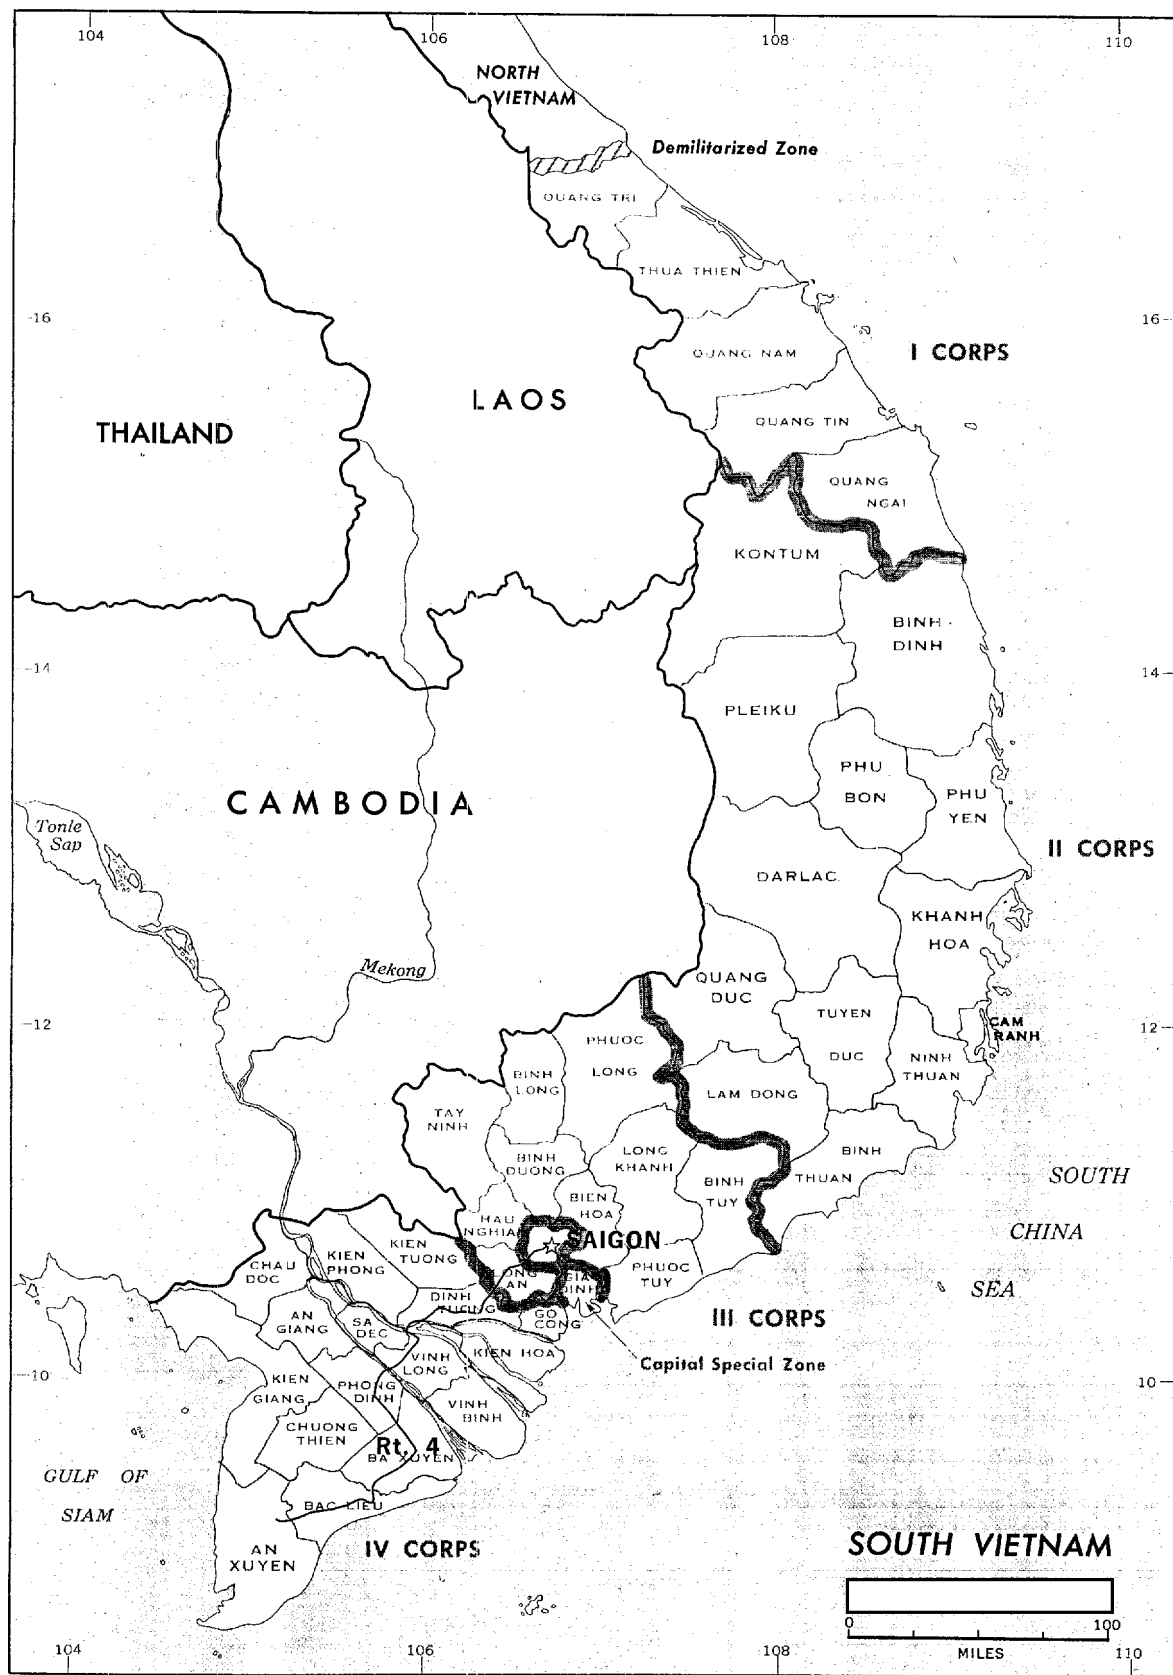 104
106
108
110
NORTH
VIETNAM
Demilitarized Zone
QUANG TRI
THUA THIEN
16
16
QUANG NAM
I CORPS
LAOS
THAILAND
QUANG TIN
QUANG
NGAI
KONTUM
BINH
DINH
14
14
PLEIKU
PHU
BON
PHU
YEN
CAMBODIA
Tonle
Sap
II CORPS
DARLAC
KHANH
HOA
Mekong
QUANG
DUC
12
12
TUYEN
DUC
CAM
RANH
PHUOC
LONG
NINH
THUAN
BINH
LONG
LAM DONG
TAY
NINH
BINH
DUONG
LONG
KHANH
BINH
THUAN
BINH
TUY
SOUTH
CHINA
SEA
BIEN
HOA
HAU
NGHIA
SAIGON
KIEN
TUONG
KIEN
PHONG
CHAU
DOC
LONG
AN
GIA
DINH
PHUOC
TUY
DINH
TUONG
GO
CONG
AN
GIANG
SA
DEC
III CORPS
VINH
LONG
KIEN HOA
Capital Special Zone
10
10
KIEN
GIANG
PHONG
DINH
VINH
BINH
CHUONG
THIEN
Rt. 4
BA XUYEN
GULF OF
SIAM
BAC LIEU
AN
XUYEN
IV CORPS
SOUTH VIETNAM
0
100
MILES
104
106
108
110